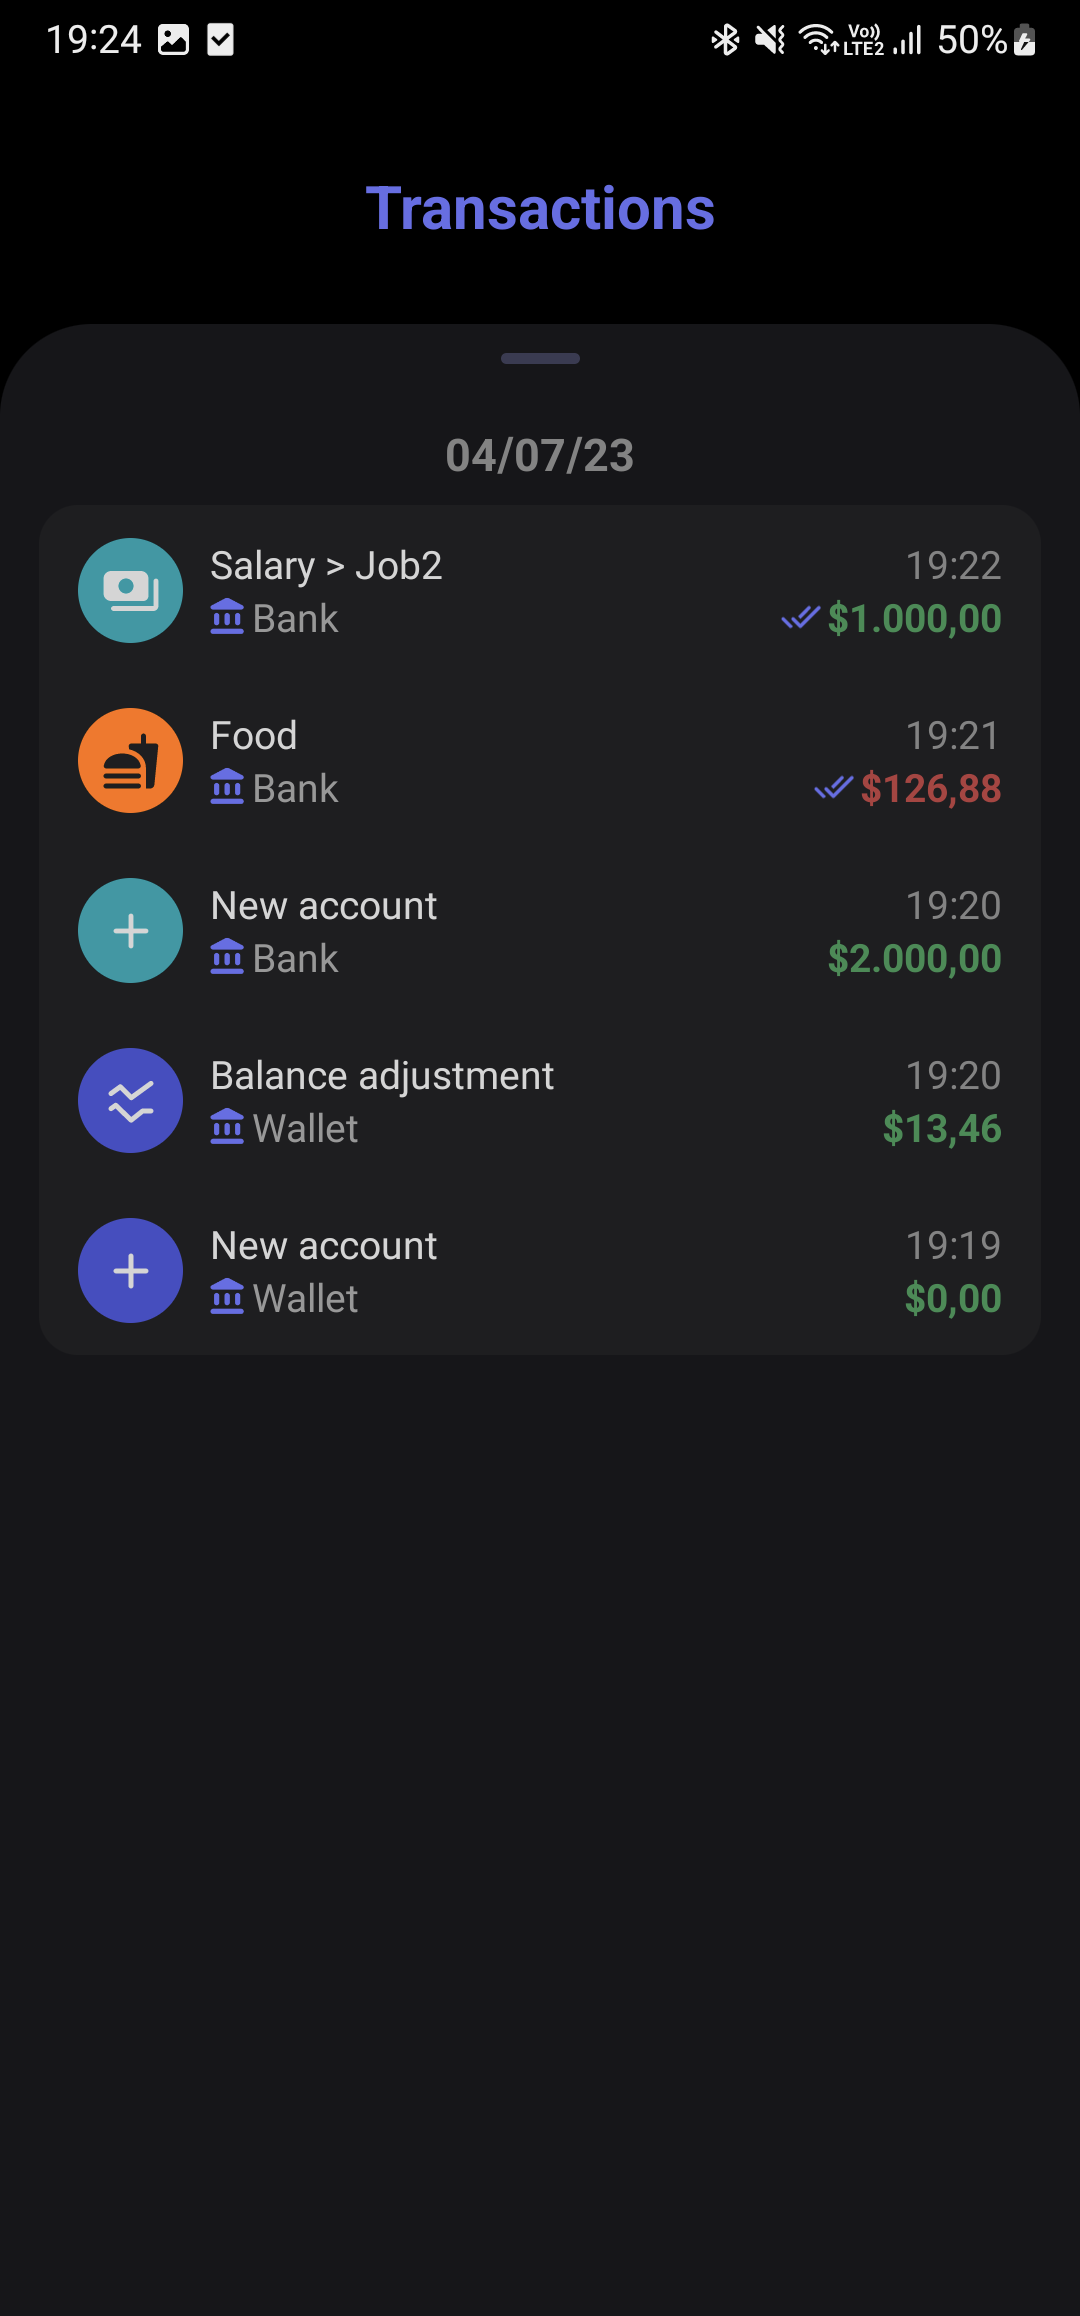 19:24 Vo)) LTE2 50%
Transactions
04/07/23
Salary > Job2 19:22
Bank $1.000,00
Food 19:21
Bank $126,88
New account 19:20
Bank $2.000,00
Balance adjustment 19:20
Wallet $13,46
New account 19:19
Wallet $0,00